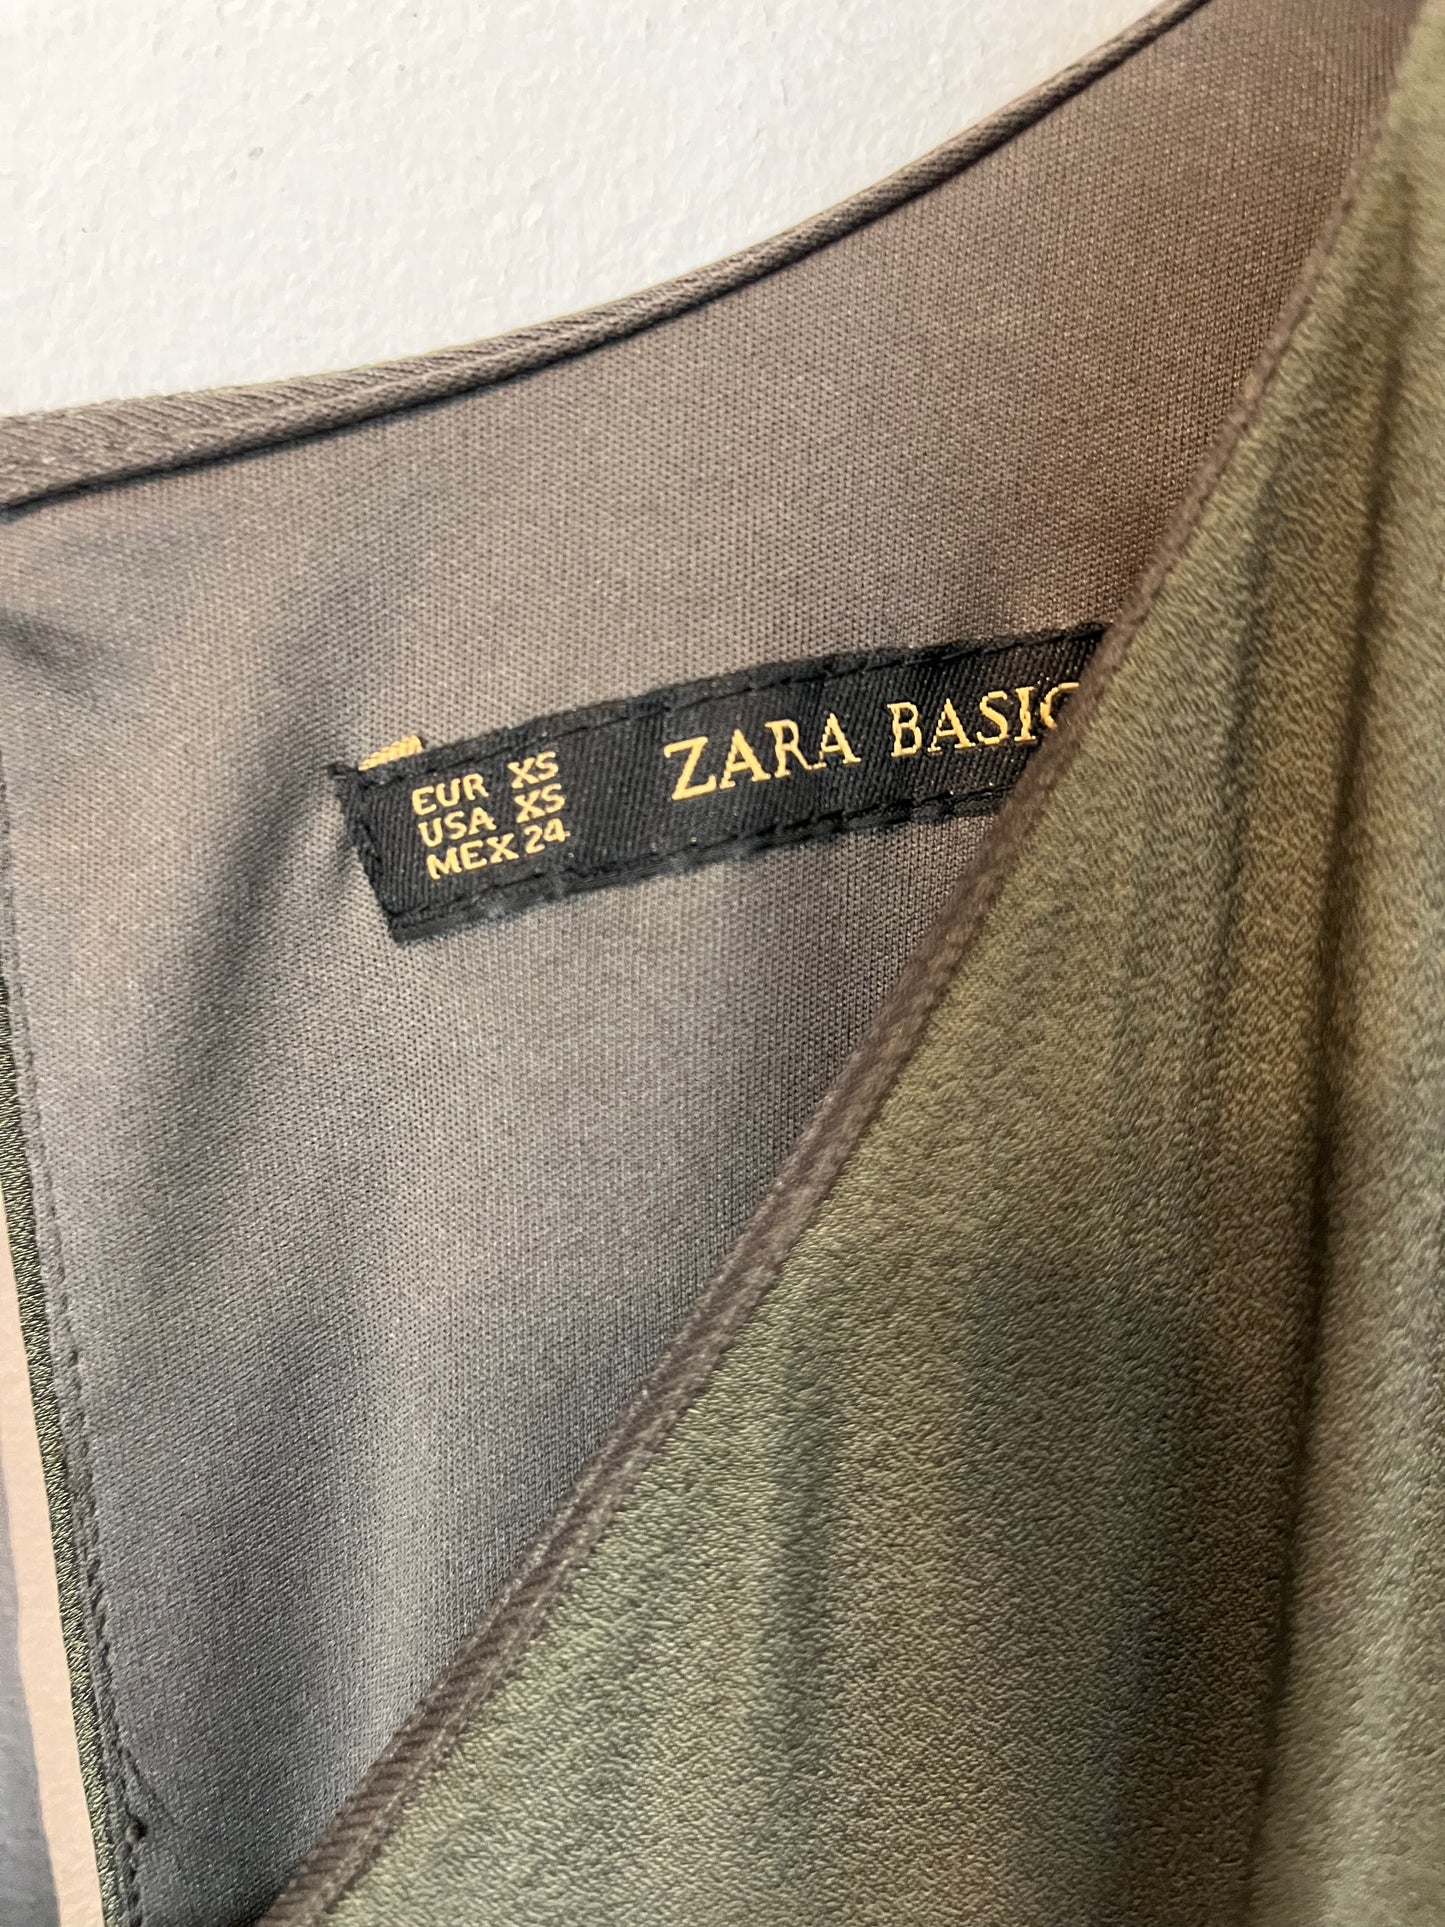 EUR XS
USA XS
MEX 24
ZARA BASIC